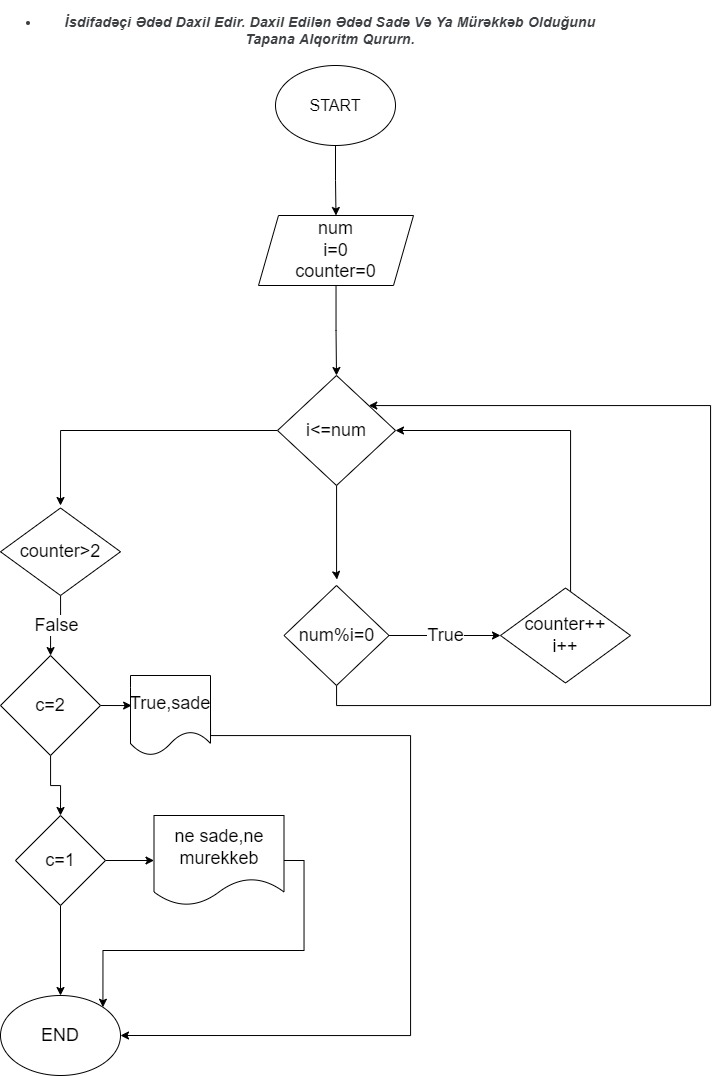 İsdifadəçi Ədəd Daxil Edir. Daxil Edilən Ədəd Sadə Və Ya Mürəkkəb Olduğunu
Tapana Alqoritm Qururn.
START
num
i=0
counter=0
i<=num
counter>2
False
num%i=0
True
counter++
i++
c=2
True,sade
c=1
ne sade,ne
murekkeb
END